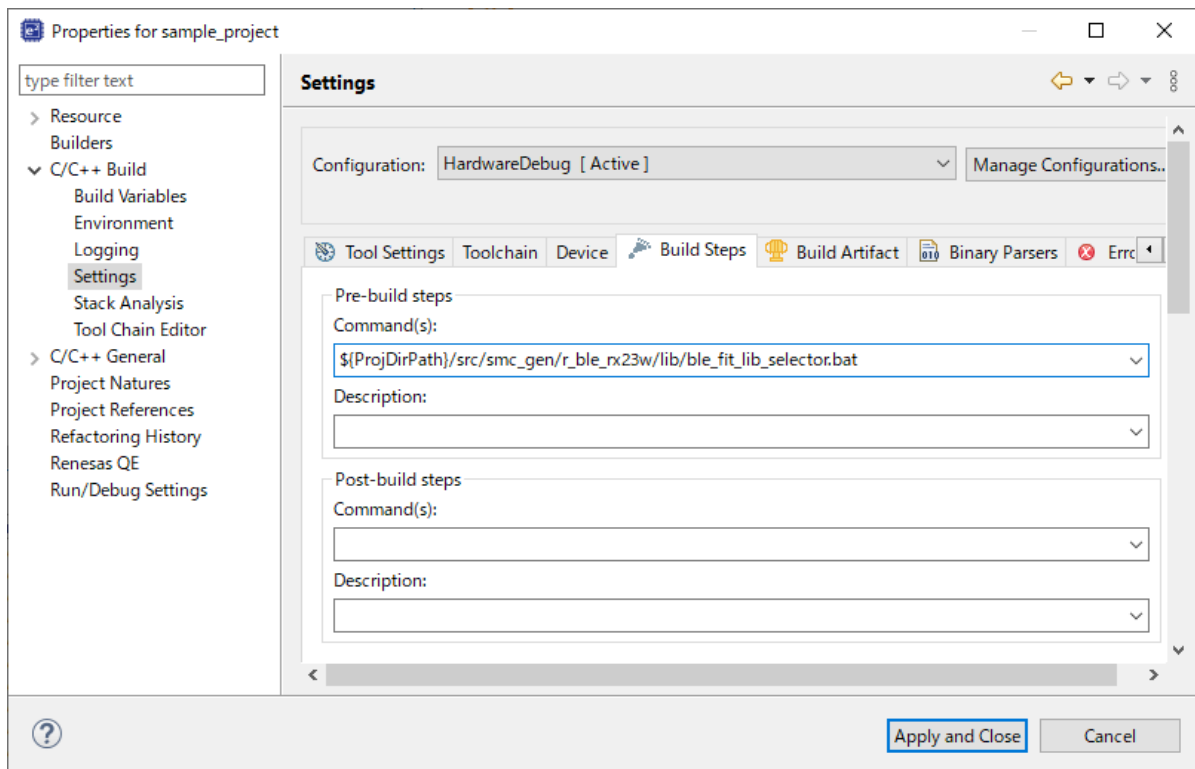 Properties for sample_project
type filter text
Resource
Builders
C/C++ Build
Build Variables
Environment
Logging
Settings
Stack Analysis
Tool Chain Editor
C/C++ General
Project Natures
Project References
Refactoring History
Renesas QE
Run/Debug Settings
Settings
Configuration: HardwareDebug [ Active ] Manage Configurations..
Tool Settings Toolchain Device Build Steps Build Artifact Binary Parsers Errc
Pre-build steps
Command(s):
${ProjDirPath}/src/smc_gen/r_ble_rx23w/lib/ble_fit_lib_selector.bat
Description:
Post-build steps
Command(s):
Description:
Apply and Close Cancel